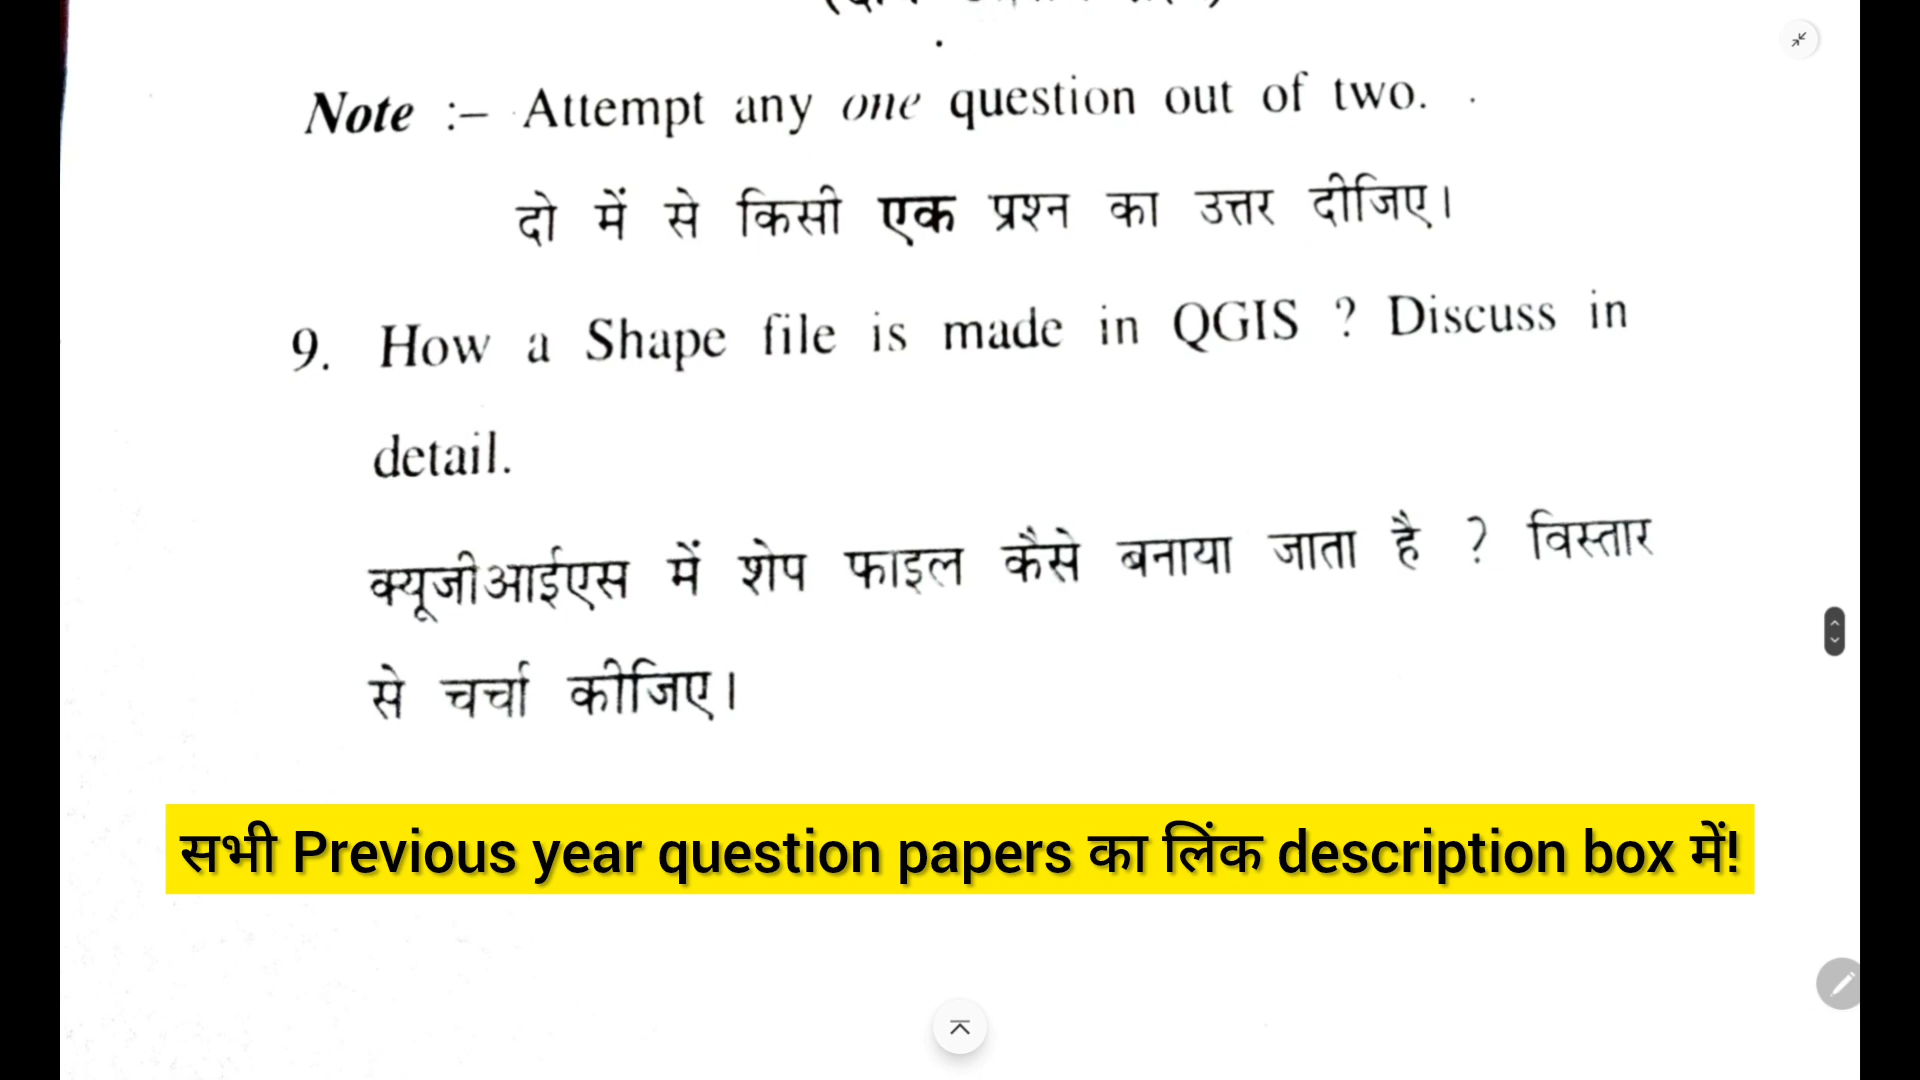 Note :– Attempt any one question out of two.
दो में से किसी एक प्रश्न का उत्तर दीजिए।
9. How a Shape file is made in QGIS ? Discuss in
detail.
क्यूजीआईएस में शेप फाइल कैसे बनाया जाता है ? विस्तार
से चर्चा कीजिए।
सभी Previous year question papers का लिंक description box में!